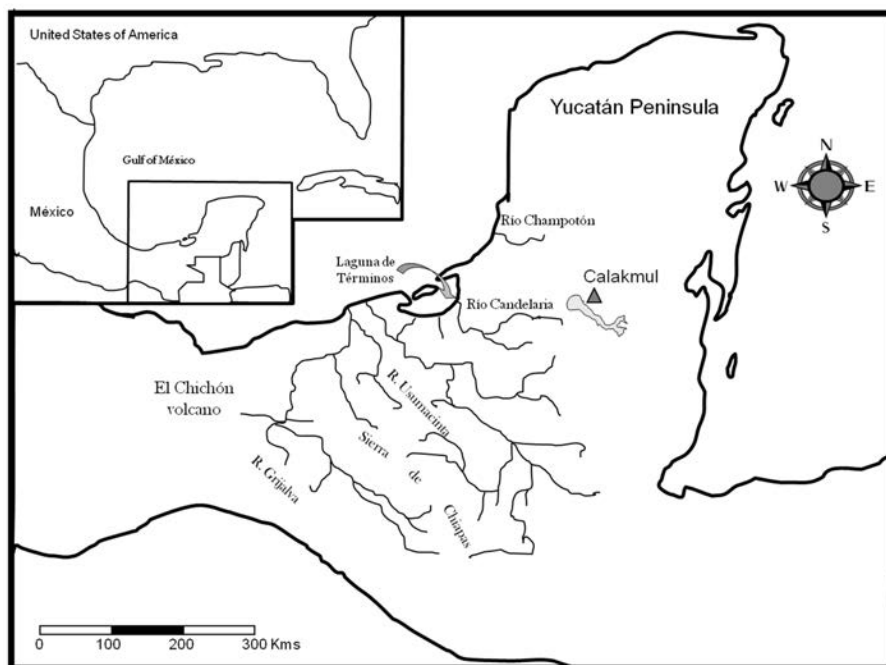 United States of America
Gulf of México
México
Yucatán Peninsula
N
W
E
S
Río Champotón
Laguna de
Términos
Calakmul
Río Candelaria
El Chichón
volcano
R. Usumacinta
Sierra de Chiapas
R. Grijalva
0 100 200 300 Kms